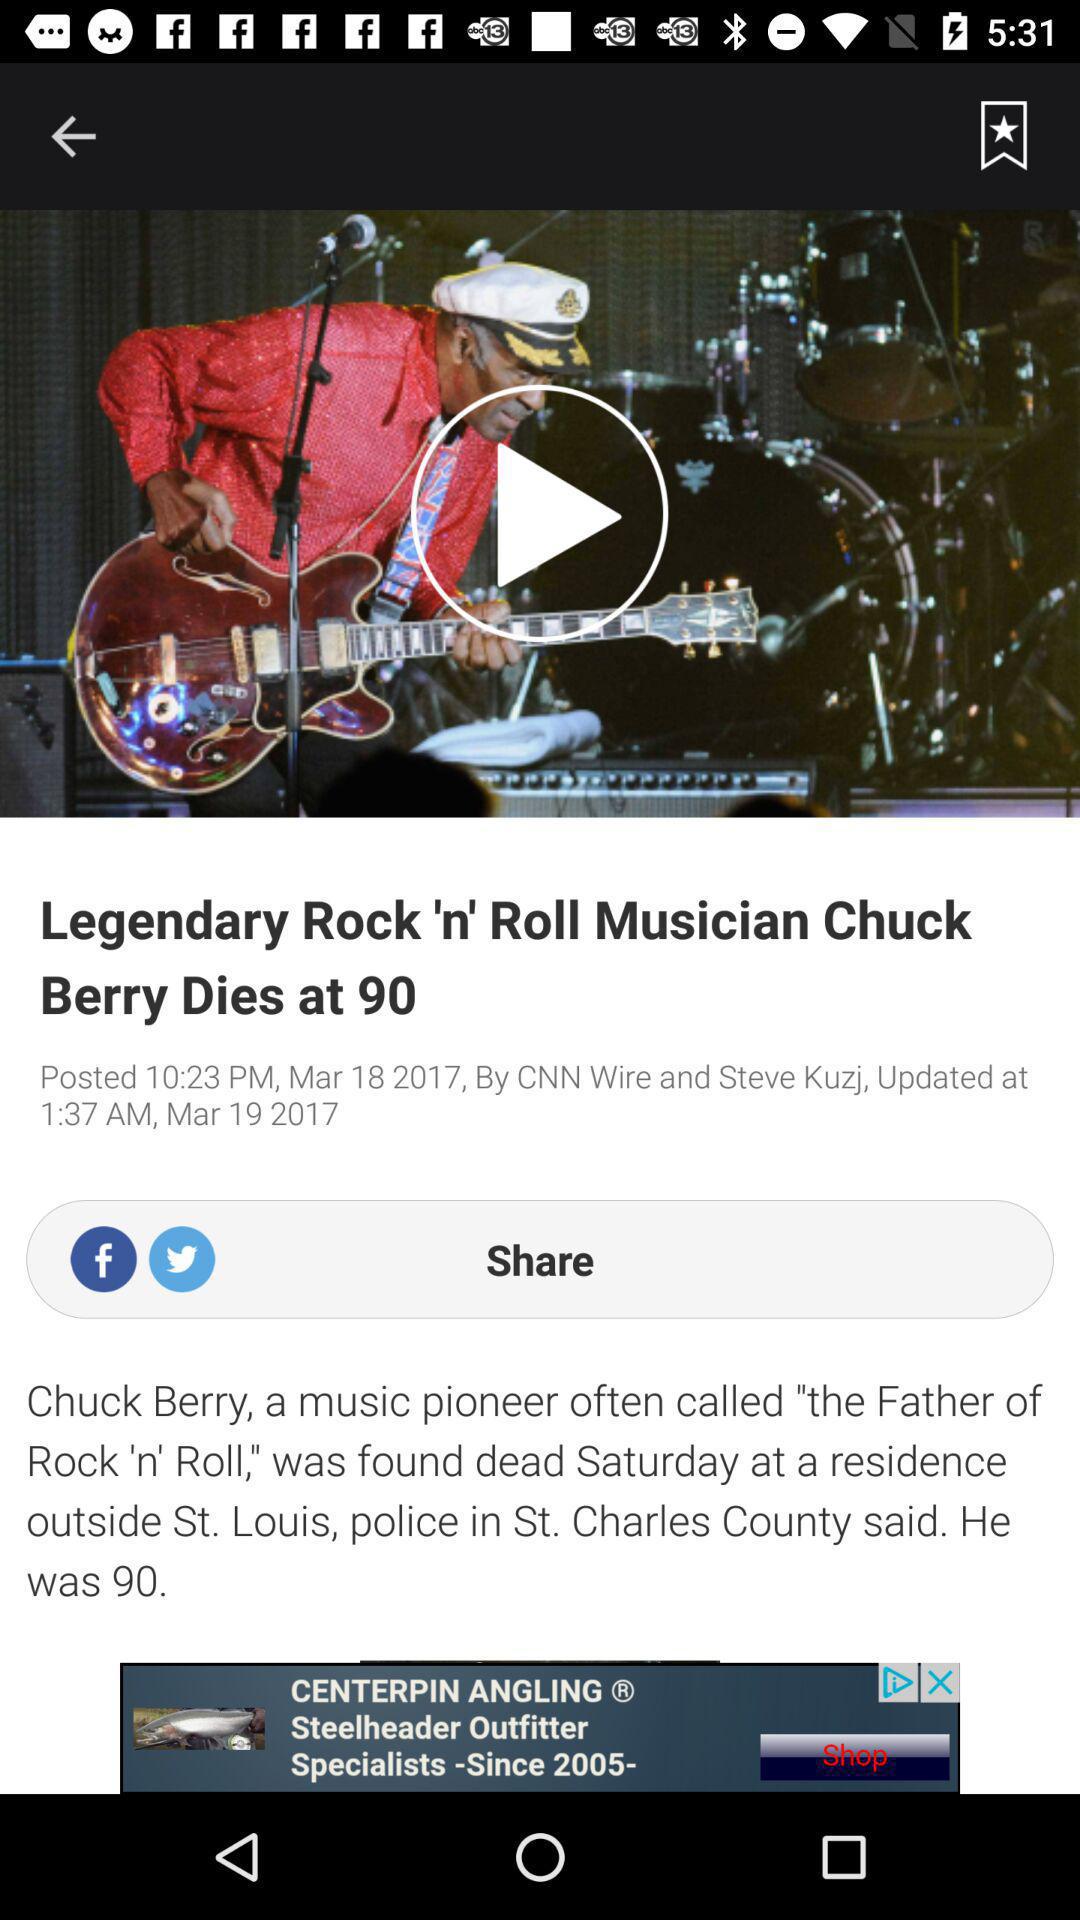 abc13 abc13 abc13 5:31
Legendary Rock 'n' Roll Musician Chuck
Berry Dies at 90
Posted 10:23 PM, Mar 18 2017, By CNN Wire and Steve Kuzj, Updated at
1:37 AM, Mar 19 2017
Share
Chuck Berry, a music pioneer often called "the Father of
Rock 'n' Roll," was found dead Saturday at a residence
outside St. Louis, police in St. Charles County said. He
was 90.
CENTERPIN ANGLING ®
Steelheader Outfitter
Specialists -Since 2005-
Shop